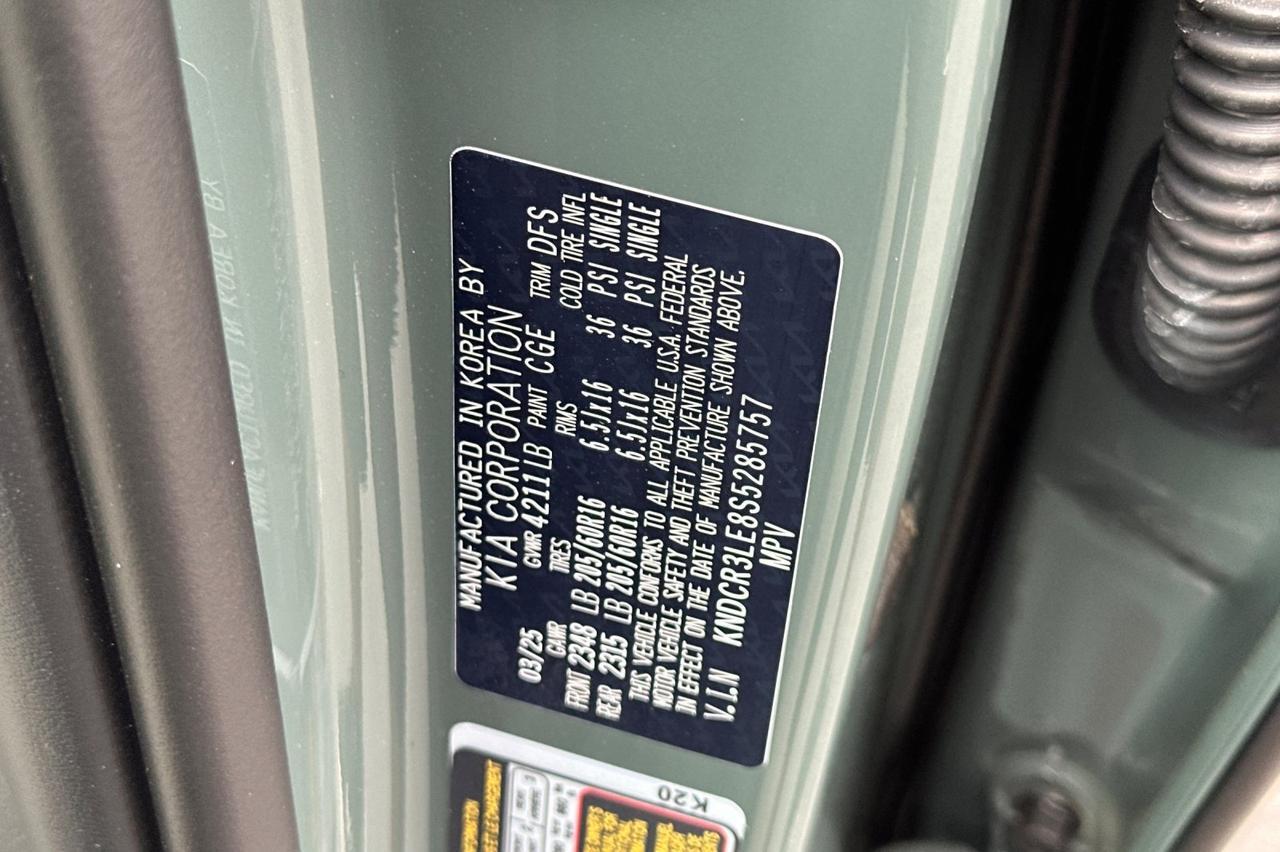 MANUFACTURED IN KOREA BY
KIA CORPORATION
03/25 GVWR 4211LB PAINT CGE TRIM DFS
GAWR TIRES RIMS COLD TIRE INFL
FRONT 2348 LB 205/60R16 6.5Jx16 36 PSI SINGLE
REAR 2315 LB 205/60R16 6.5Jx16 36 PSI SINGLE
THIS VEHICLE CONFORMS TO ALL APPLICABLE U.S.A. FEDERAL
MOTOR VEHICLE SAFETY AND THEFT PREVENTION STANDARDS
IN EFFECT ON THE DATE OF MANUFACTURE SHOWN ABOVE.
V.I.N KNDCR3LE8S5285757
MPV
K20